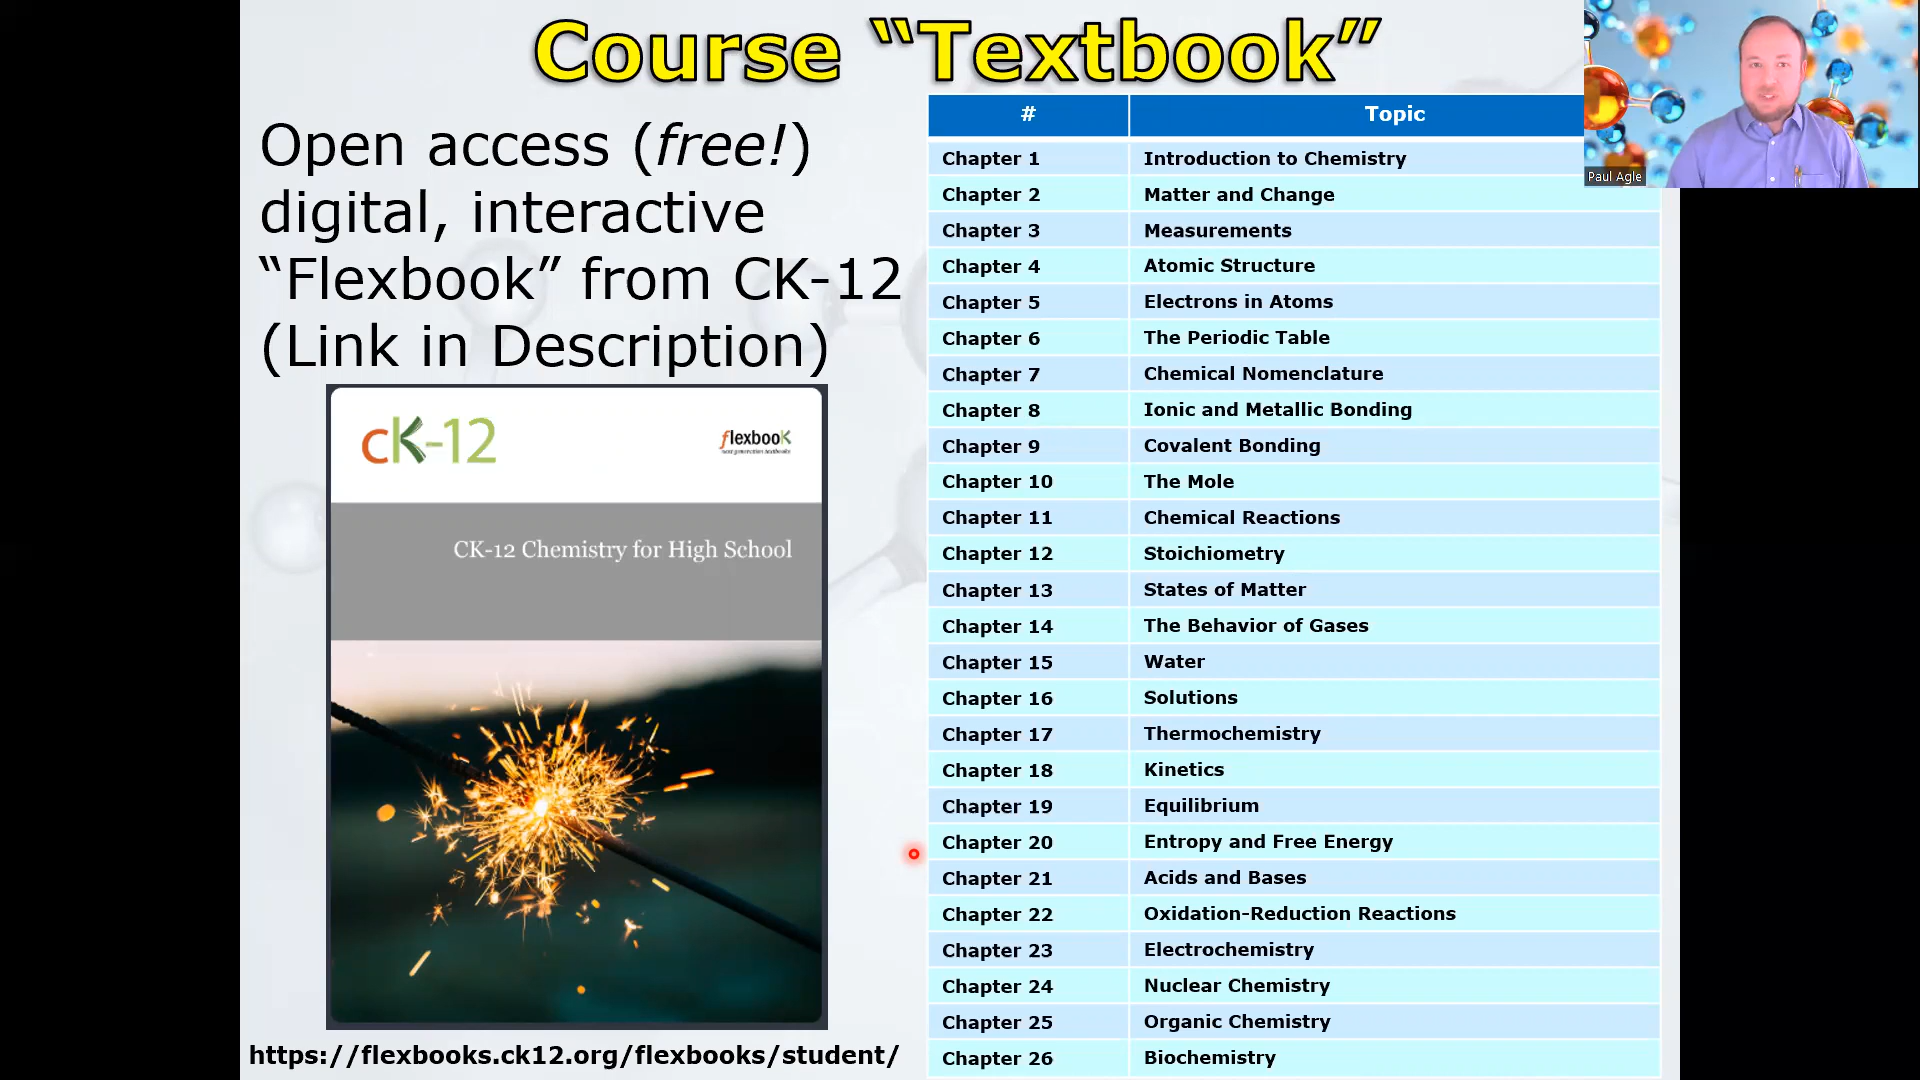 Course “Textbook”
Open access (free!)
digital, interactive
“Flexbook” from CK-12
(Link in Description)
cK-12
flexbook
next generation textbooks
CK-12 Chemistry for High School
https://flexbooks.ck12.org/flexbooks/student/
# Topic
Chapter 1 Introduction to Chemistry
Chapter 2 Matter and Change
Chapter 3 Measurements
Chapter 4 Atomic Structure
Chapter 5 Electrons in Atoms
Chapter 6 The Periodic Table
Chapter 7 Chemical Nomenclature
Chapter 8 Ionic and Metallic Bonding
Chapter 9 Covalent Bonding
Chapter 10 The Mole
Chapter 11 Chemical Reactions
Chapter 12 Stoichiometry
Chapter 13 States of Matter
Chapter 14 The Behavior of Gases
Chapter 15 Water
Chapter 16 Solutions
Chapter 17 Thermochemistry
Chapter 18 Kinetics
Chapter 19 Equilibrium
Chapter 20 Entropy and Free Energy
Chapter 21 Acids and Bases
Chapter 22 Oxidation-Reduction Reactions
Chapter 23 Electrochemistry
Chapter 24 Nuclear Chemistry
Chapter 25 Organic Chemistry
Chapter 26 Biochemistry
Paul Agle